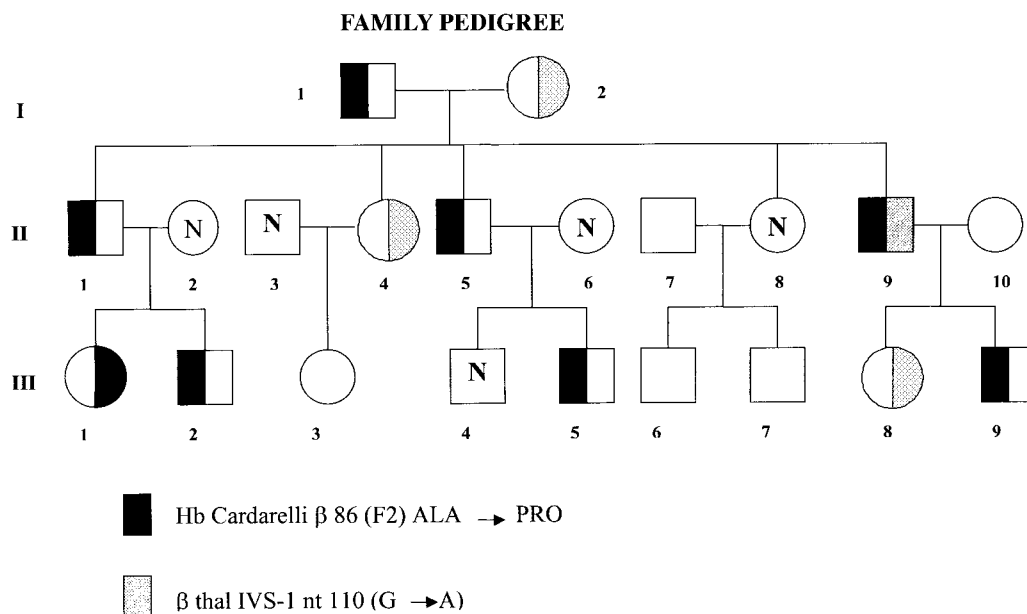 FAMILY PEDIGREE
1 2
I
N N N N
II
1 2 3 4 5 6 7 8 9 10
N
III
1 2 3 4 5 6 7 8 9
Hb Cardarelli β 86 (F2) ALA → PRO
β thal IVS-1 nt 110 (G → A)